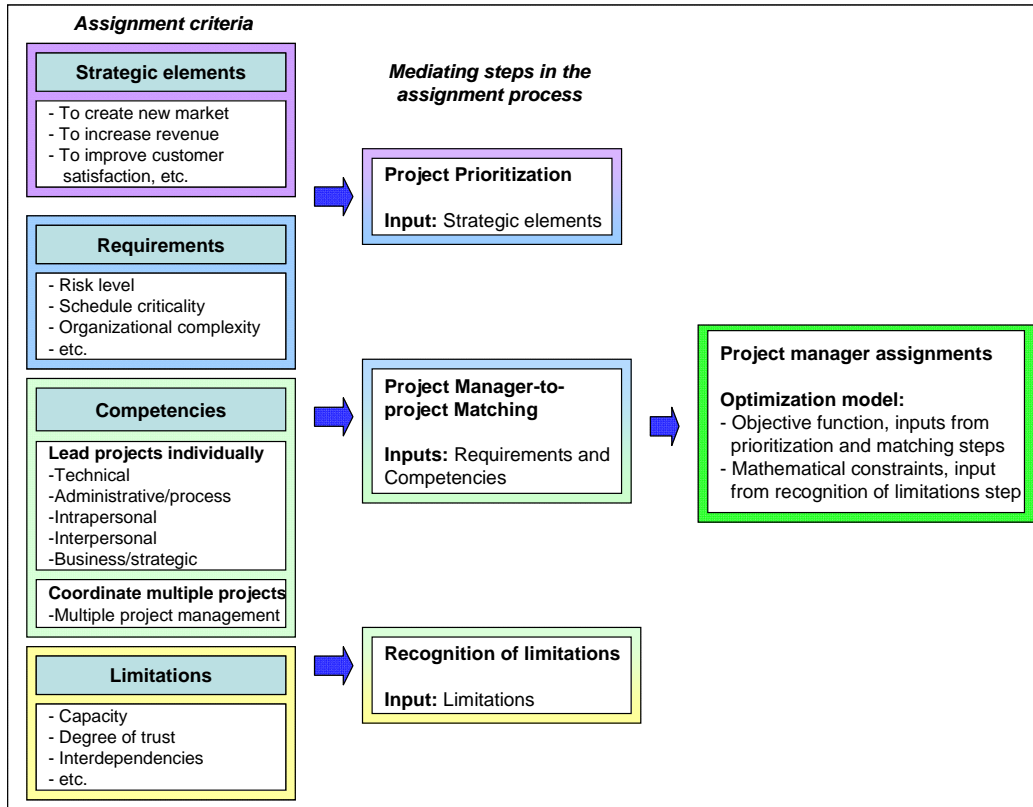 Assignment criteria
Strategic elements
- To create new market
- To increase revenue
- To improve customer
satisfaction, etc.
Requirements
- Risk level
- Schedule criticality
- Organizational complexity
- etc.
Competencies
Lead projects individually
-Technical
-Administrative/process
-Intrapersonal
-Interpersonal
-Business/strategic
Coordinate multiple projects
-Multiple project management
Limitations
- Capacity
- Degree of trust
- Interdependencies
- etc.
Mediating steps in the
assignment process
Project Prioritization
Input: Strategic elements
Project Manager-to-
project Matching
Inputs: Requirements and
Competencies
Recognition of limitations
Input: Limitations
Project manager assignments
Optimization model:
- Objective function, inputs from
prioritization and matching steps
- Mathematical constraints, input
from recognition of limitations step